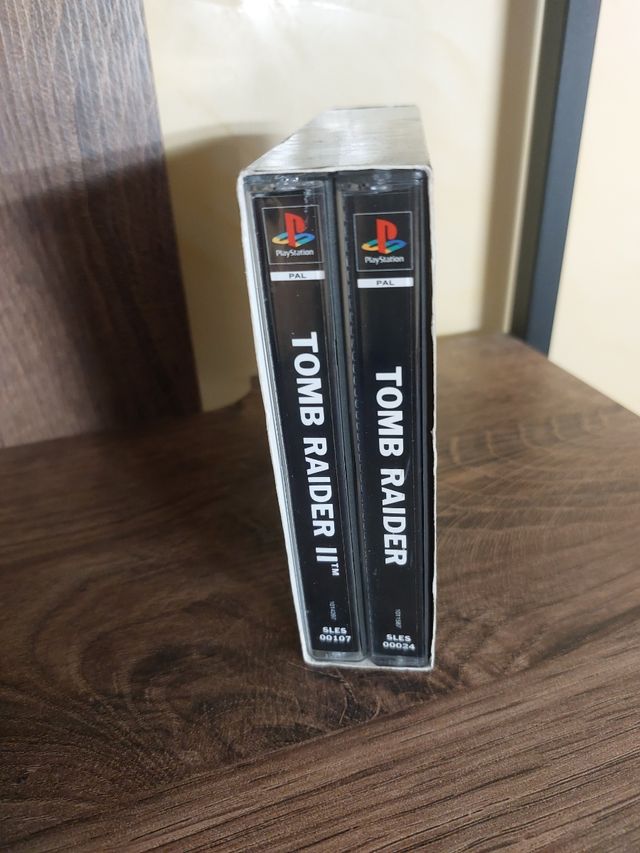 PlayStation
PAL
TOMB RAIDER II™
SLES
00107
PlayStation
PAL
TOMB RAIDER
SLES
00024